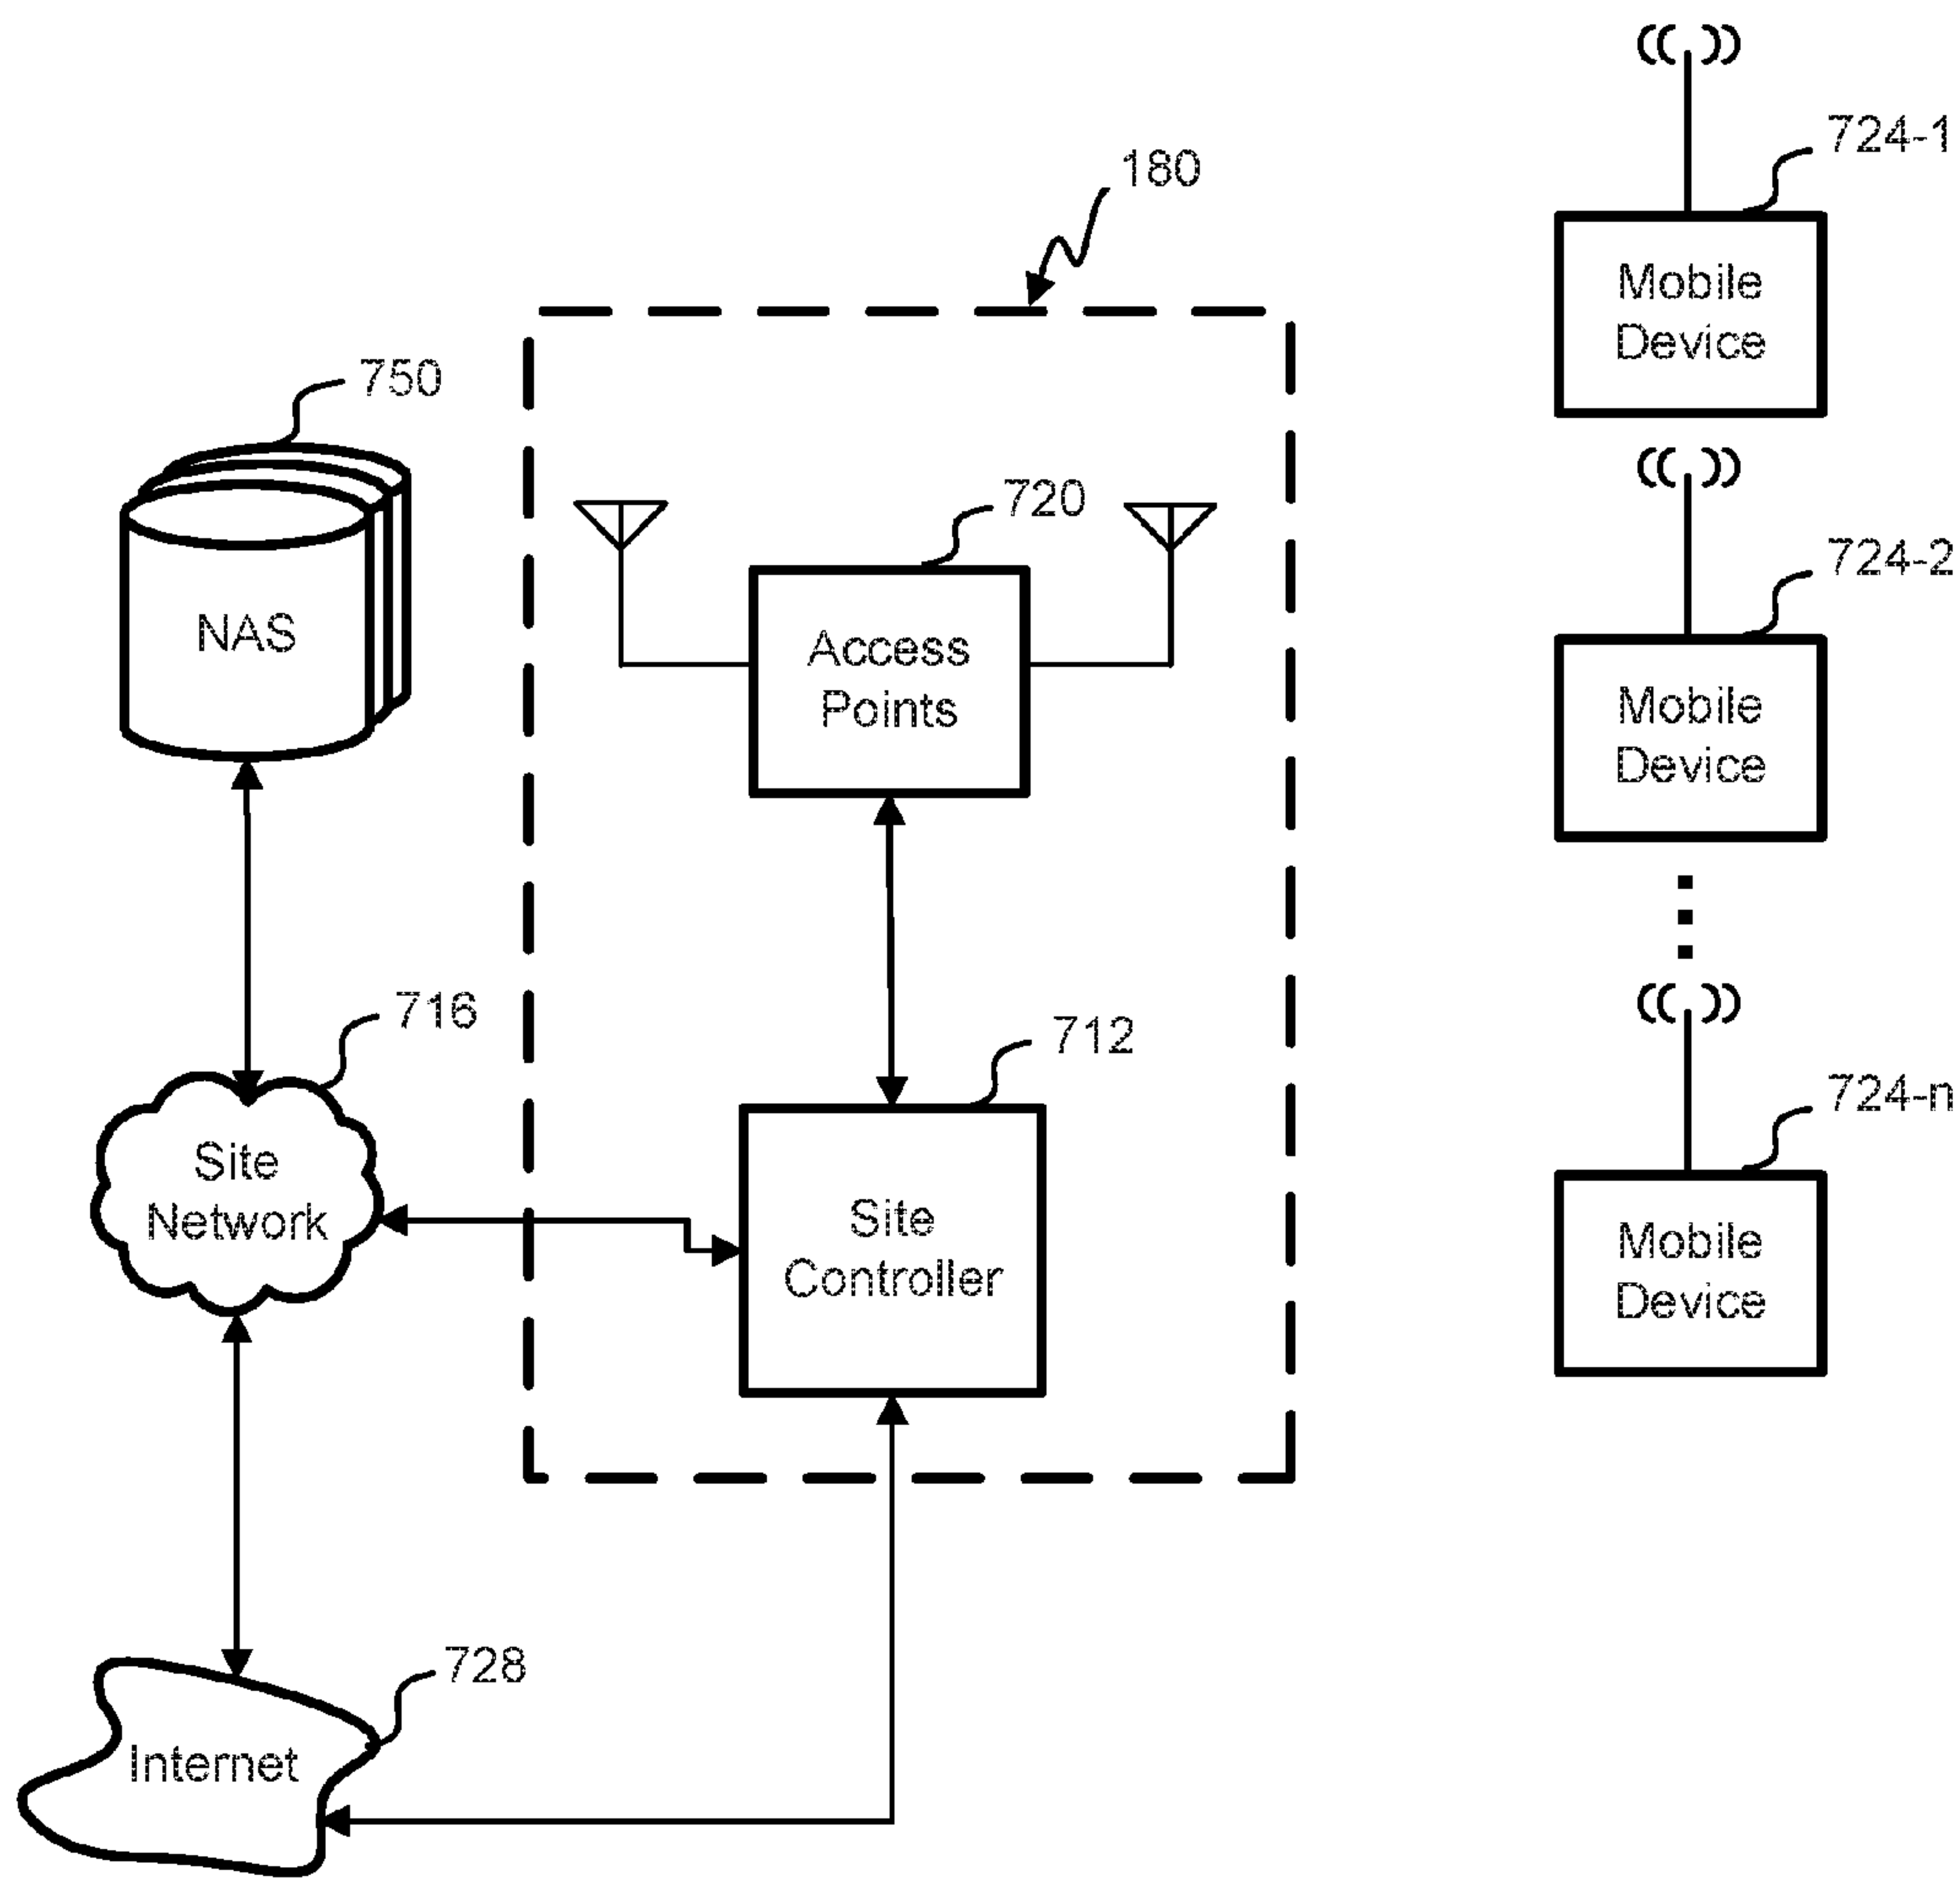 724-1
180
Mobile
Device
750
720
724-2
NAS
Access
Points
Mobile
Device
716
712
724-n
Site
Network
Site
Controller
Mobile
Device
728
Internet